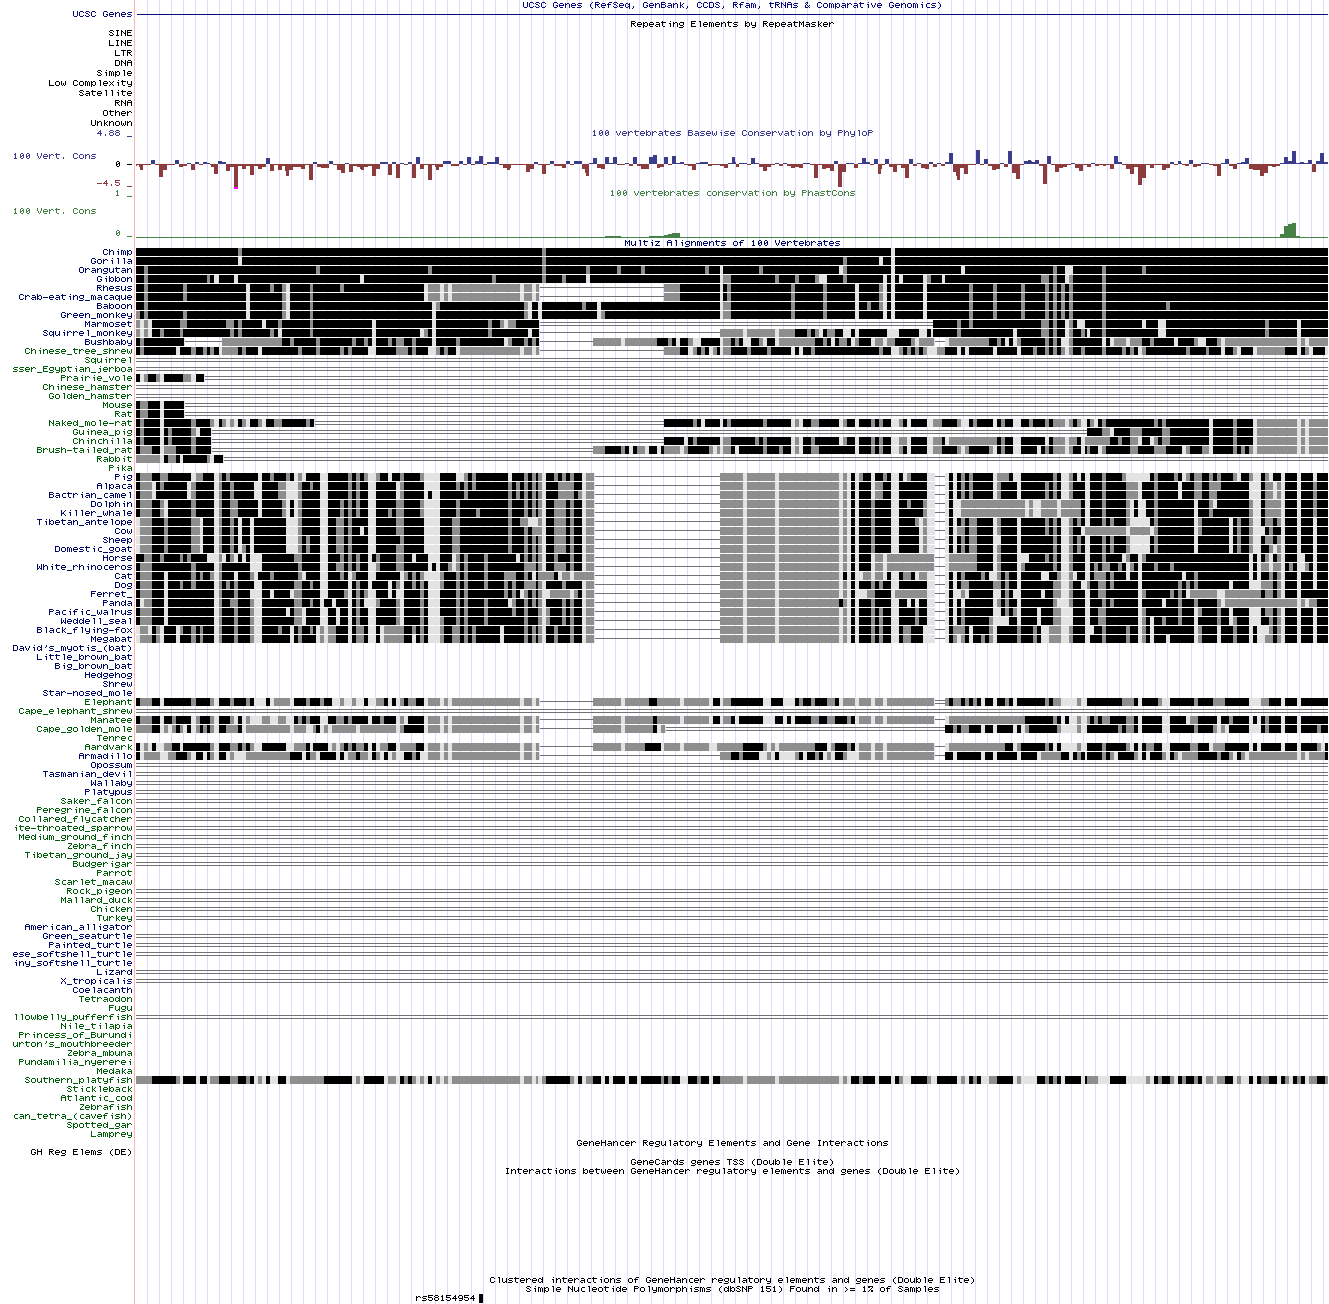 UCSC Genes (RefSeq, GenBank, CCDS, Rfam, tRNAs & Comparative Genomics)
UCSC Genes
Repeating Elements by RepeatMasker
SINE
LINE
LTR
DNA
Simple
Low Complexity
Satellite
RNA
Other
Unknown
4.88 _
100 vertebrates Basewise Conservation by PhyloP
100 Vert. Cons
0 _
-4.5 _
1 _
100 vertebrates conservation by PhastCons
100 Vert. Cons
0 _
Multiz Alignments of 100 Vertebrates
Chimp
Gorilla
Orangutan
Gibbon
Rhesus
Crab-eating_macaque
Baboon
Green_monkey
Marmoset
Squirrel_monkey
Bushbaby
Chinese_tree_shrew
Squirrel
sser_Egyptian_jerboa
Prairie_vole
Chinese_hamster
Golden_hamster
Mouse
Rat
Naked_mole-rat
Guinea_pig
Chinchilla
Brush-tailed_rat
Rabbit
Pika
Pig
Alpaca
Bactrian_camel
Dolphin
Killer_whale
Tibetan_antelope
Cow
Sheep
Domestic_goat
Horse
White_rhinoceros
Cat
Dog
Ferret_
Panda
Pacific_walrus
Weddell_seal
Black_flying-fox
Megabat
David's_myotis_(bat)
Little_brown_bat
Big_brown_bat
Hedgehog
Shrew
Star-nosed_mole
Elephant
Cape_elephant_shrew
Manatee
Cape_golden_mole
Tenrec
Aardvark
Armadillo
Opossum
Tasmanian_devil
Wallaby
Platypus
Saker_falcon
Peregrine_falcon
Collared_flycatcher
ite-throated_sparrow
Medium_ground_finch
Zebra_finch
Tibetan_ground_jay
Budgerigar
Parrot
Scarlet_macaw
Rock_pigeon
Mallard_duck
Chicken
Turkey
American_alligator
Green_seaturtle
Painted_turtle
ese_softshell_turtle
iny_softshell_turtle
Lizard
X_tropicalis
Coelacanth
Tetraodon
Fugu
llowbelly_pufferfish
Nile_tilapia
Princess_of_Burundi
urton's_mouthbreeder
Zebra_mbuna
Pundamilia_nyererei
Medaka
Southern_platyfish
Stickleback
Atlantic_cod
Zebrafish
can_tetra_(cavefish)
Spotted_gar
Lamprey
GeneHancer Regulatory Elements and Gene Interactions
GH Reg Elems (DE)
GeneCards genes TSS (Double Elite)
Interactions between GeneHancer regulatory elements and genes (Double Elite)
Clustered interactions of GeneHancer regulatory elements and genes (Double Elite)
Simple Nucleotide Polymorphisms (dbSNP 151) Found in >= 1% of Samples
rs58154954